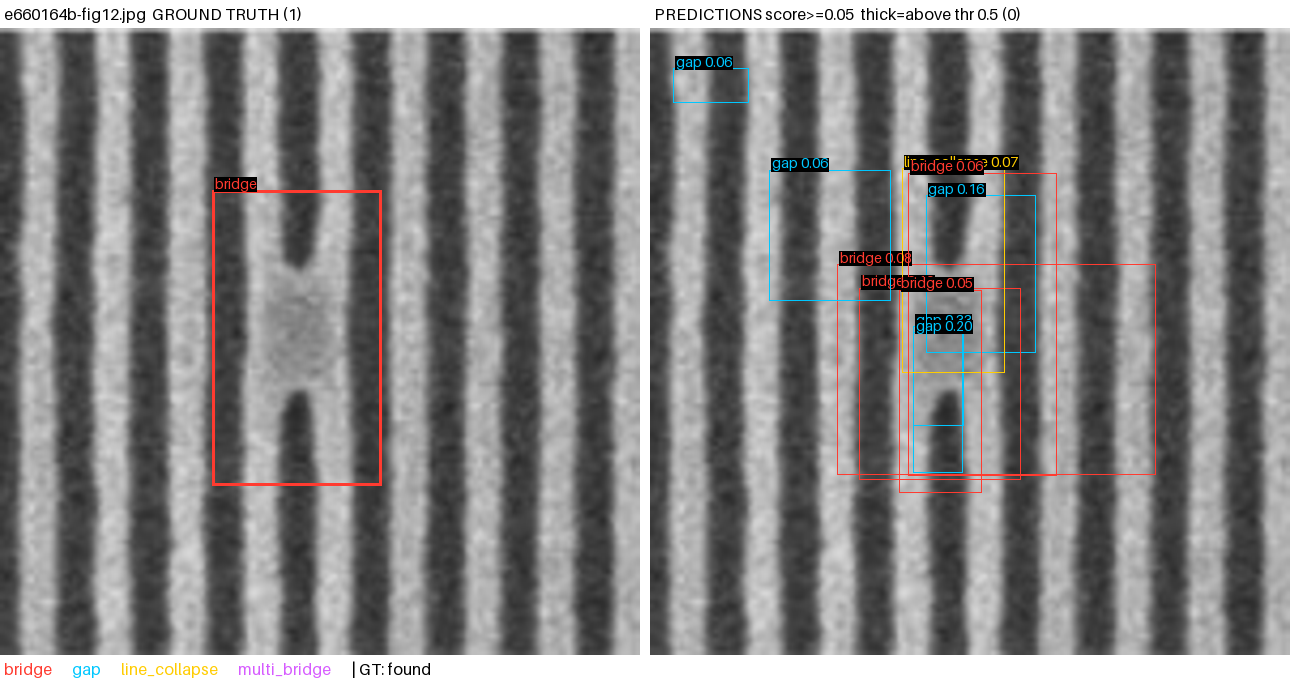 e660164b-fig12.jpg GROUND TRUTH (1)
PREDICTIONS score>=0.05 thick=above thr 0.5 (0)
bridge
gap 0.06
gap 0.06
0.07
bridge 0.06
gap 0.16
bridge 0.08
bridge
bridge 0.05
gap 0.20
bridge gap line_collapse multi_bridge | GT: found